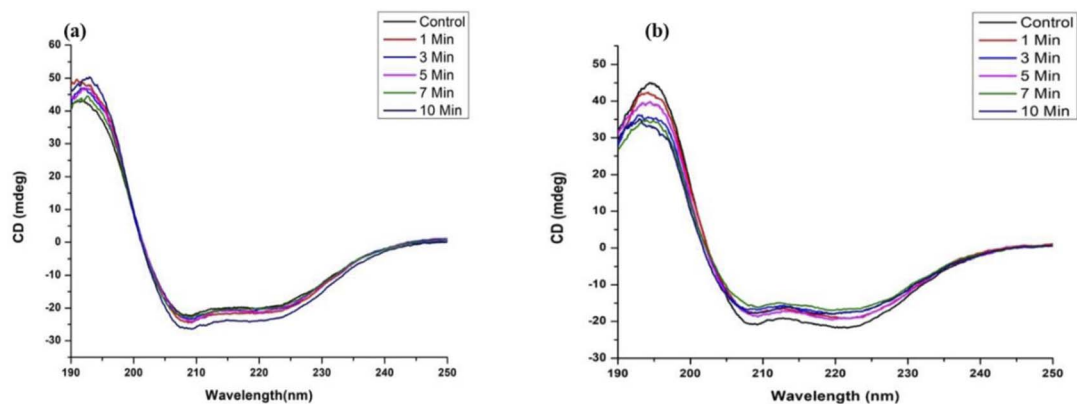 (a)
Control
1 Min
3 Min
5 Min
7 Min
10 Min
60
50
40
30
20
10
0
-10
-20
-30
CD (mdeg)
190 200 210 220 230 240 250
Wavelength(nm)
(b)
Control
1 Min
3 Min
5 Min
7 Min
10 Min
50
40
30
20
10
0
-10
-20
-30
CD (mdeg)
190 200 210 220 230 240 250
Wavelength (nm)